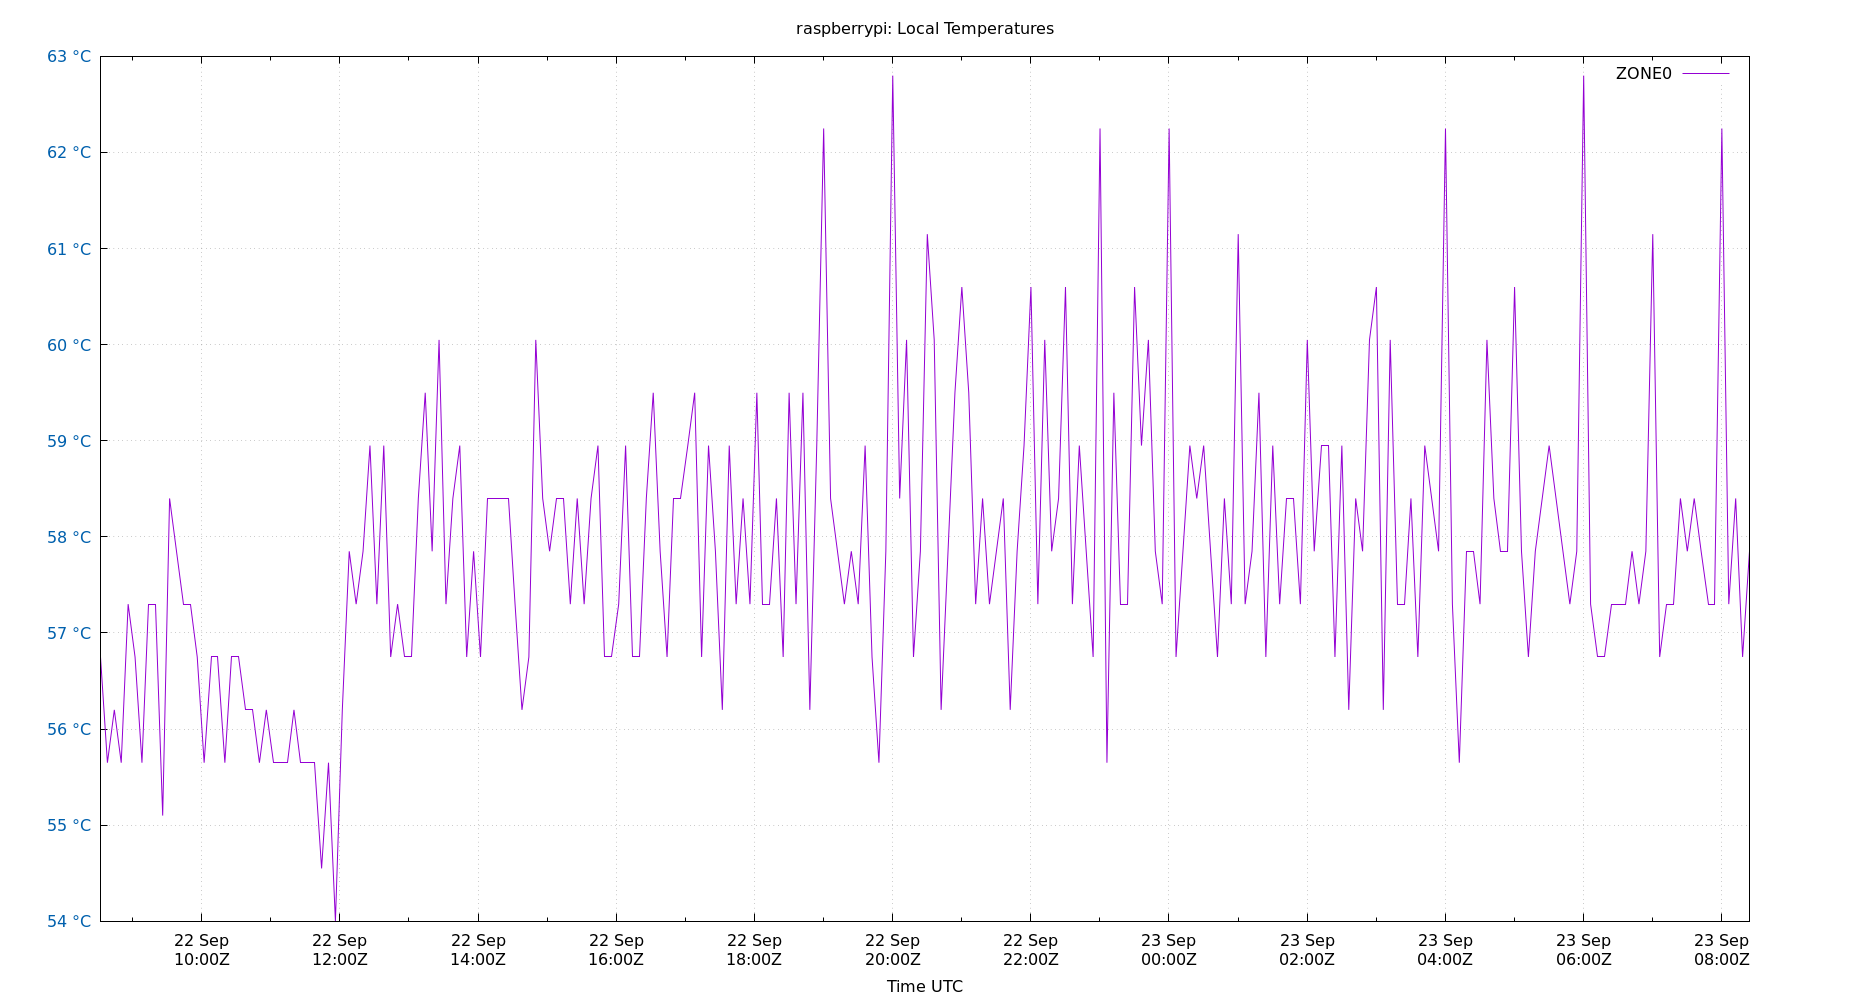 raspberrypi: Local Temperatures
63 °C
ZONE0
62 °C
61 °C
60 °C
59 °C
58 °C
57 °C
56 °C
55 °C
54 °C
22 Sep 22 Sep 22 Sep 22 Sep 22 Sep 22 Sep 22 Sep 23 Sep 23 Sep 23 Sep 23 Sep 23 Sep
10:00Z 12:00Z 14:00Z 16:00Z 18:00Z 20:00Z 22:00Z 00:00Z 02:00Z 04:00Z 06:00Z 08:00Z
Time UTC